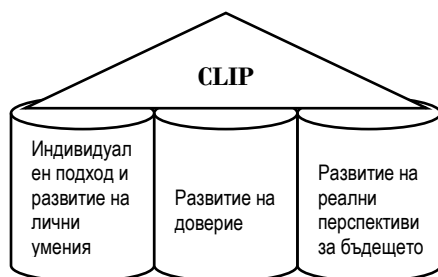 CLIP
Индивидуал
ен подход и
развитие на
лични
умения
Развитие на
доверие
Развитие на
реални
перспективи
за бъдещето